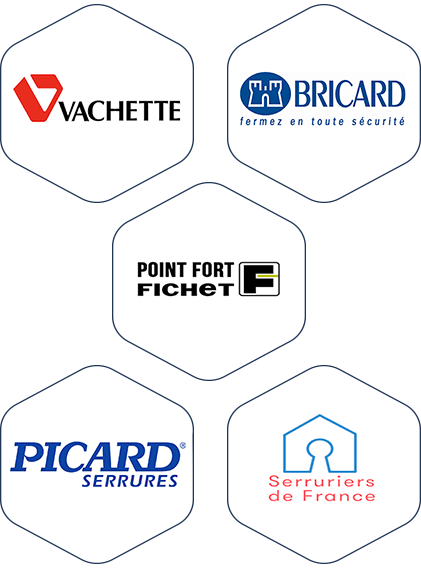 VACHETTE
BRICARD
fermez en toute sécurité
POINT FORT
FICHET F
PICARD®
SERRURES
Serruriers
de France